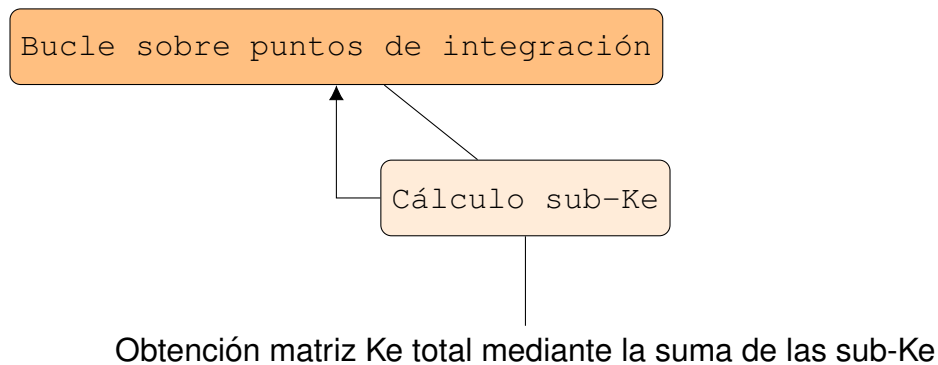 Bucle sobre puntos de integración
Cálculo sub-Ke
Obtención matriz Ke total mediante la suma de las sub-Ke